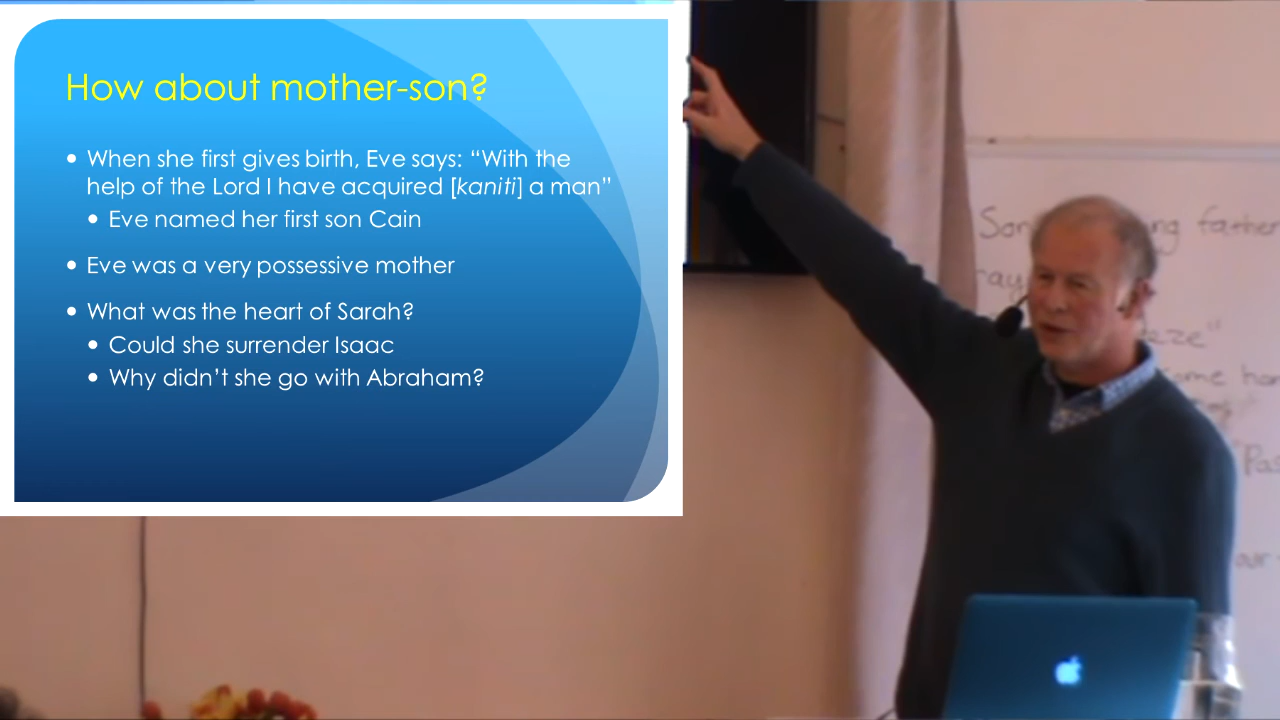 How about mother-son?
• When she first gives birth, Eve says: “With the
help of the Lord I have acquired [kaniti] a man”
• Eve named her first son Cain
• Eve was a very possessive mother
• What was the heart of Sarah?
• Could she surrender Isaac
• Why didn’t she go with Abraham?
father